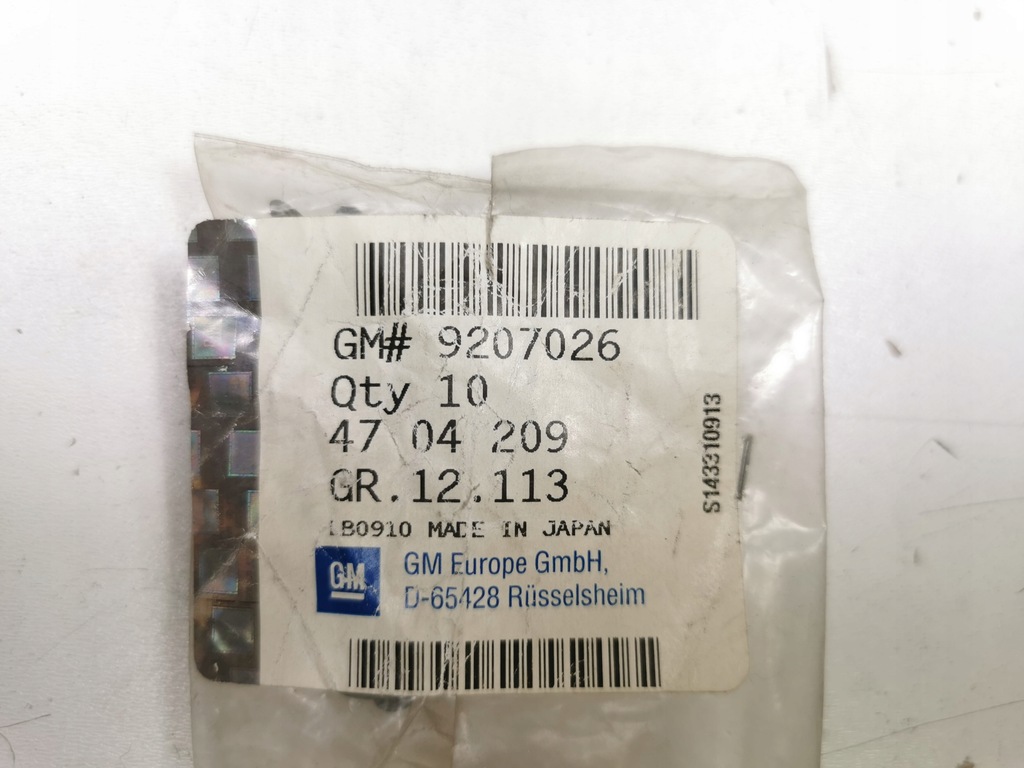 GM# 9207026
Qty 10
47 04 209
GR.12.113
B0910 MADE IN JAPAN
GM
GM Europe GmbH,
D-65428 Rüsselsheim
S143310913